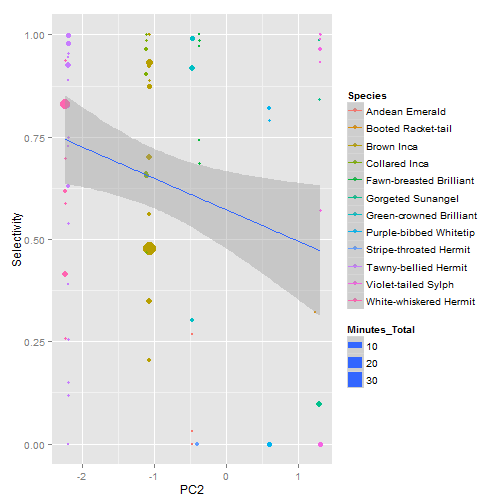 1.00
0.75
0.50
0.25
0.00
Selectivity
-2
-1
0
1
PC2
Species
Andean Emerald
Booted Racket-tail
Brown Inca
Collared Inca
Fawn-breasted Brilliant
Gorgeted Sunangel
Green-crowned Brilliant
Purple-bibbed Whitetip
Stripe-throated Hermit
Tawny-bellied Hermit
Violet-tailed Sylph
White-whiskered Hermit
Minutes_Total
10
20
30